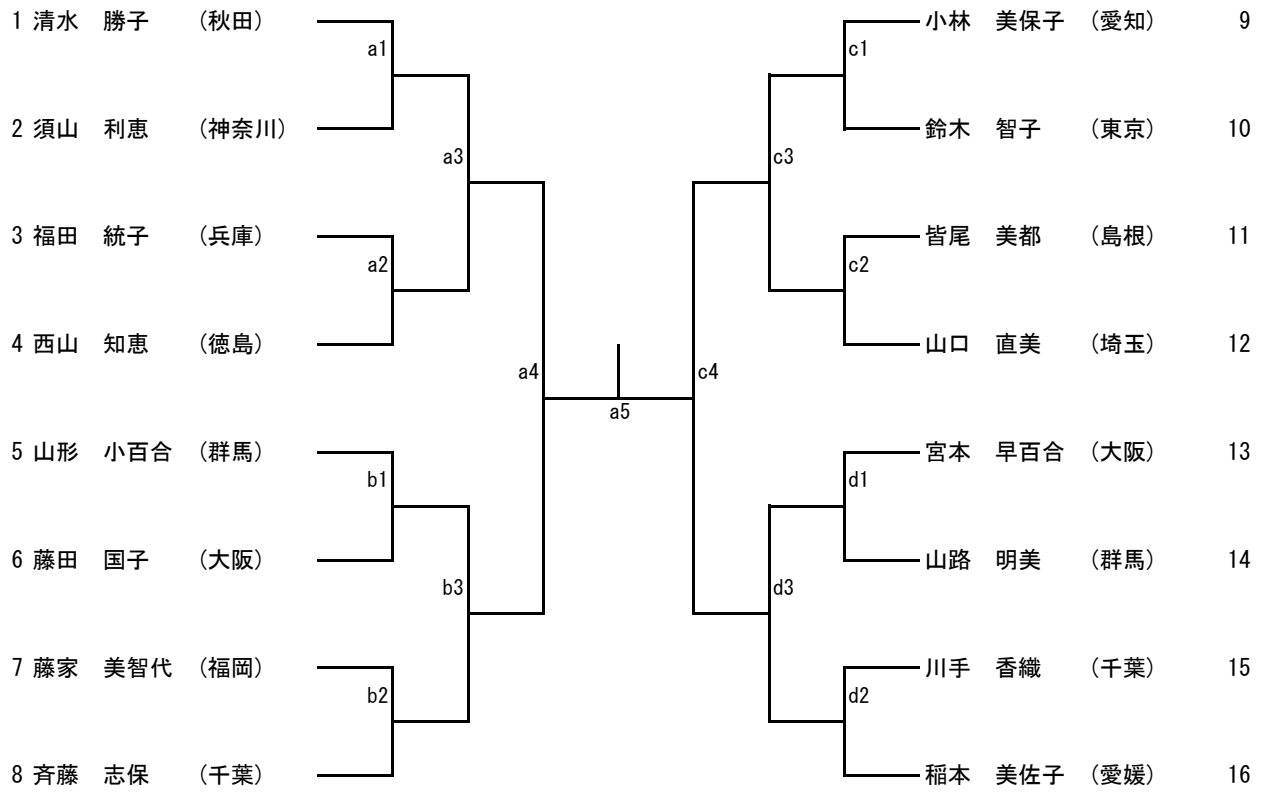 1 清水 勝子 （秋田）
a1
2 須山 利恵 （神奈川）
a3
3 福田 統子 （兵庫）
a2
4 西山 知恵 （徳島）
a4
5 山形 小百合 （群馬）
b1
6 藤田 国子 （大阪）
b3
7 藤家 美智代 （福岡）
b2
8 斉藤 志保 （千葉）
a5
小林 美保子 （愛知） 9
c1
鈴木 智子 （東京） 10
c3
皆尾 美都 （島根） 11
c2
山口 直美 （埼玉） 12
c4
宮本 早百合 （大阪） 13
d1
山路 明美 （群馬） 14
d3
川手 香織 （千葉） 15
d2
稲本 美佐子 （愛媛） 16